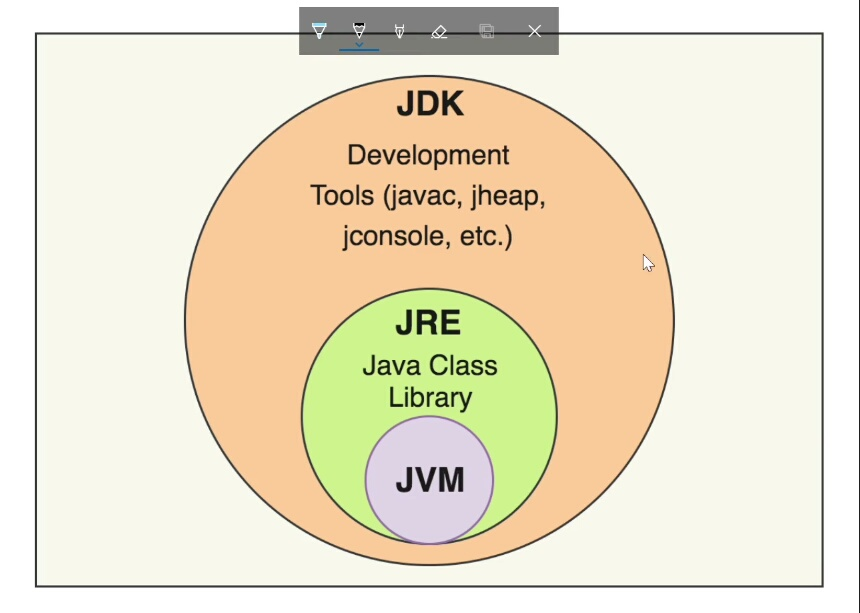 JDK
Development
Tools (javac, jheap,
jconsole, etc.)
JRE
Java Class
Library
JVM